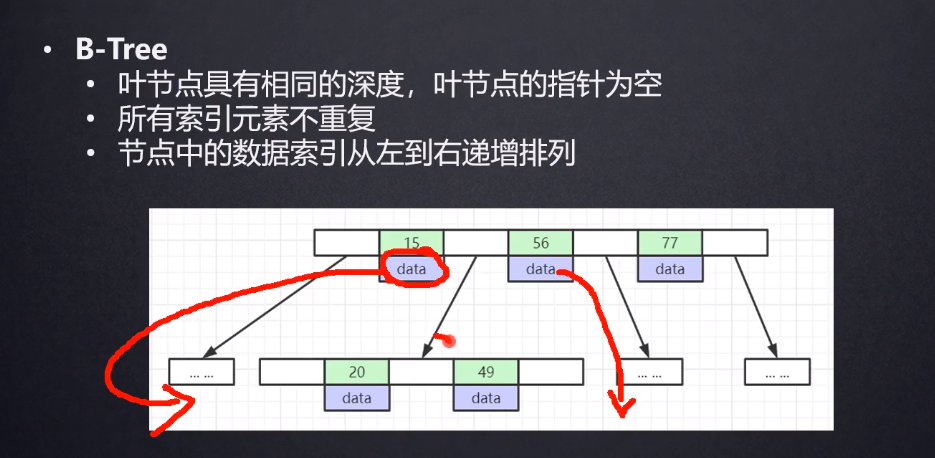 B-Tree
叶节点具有相同的深度，叶节点的指针为空
所有索引元素不重复
节点中的数据索引从左到右递增排列
15 56 77
data data data
... ... 20 49 ... ... ... ...
data data